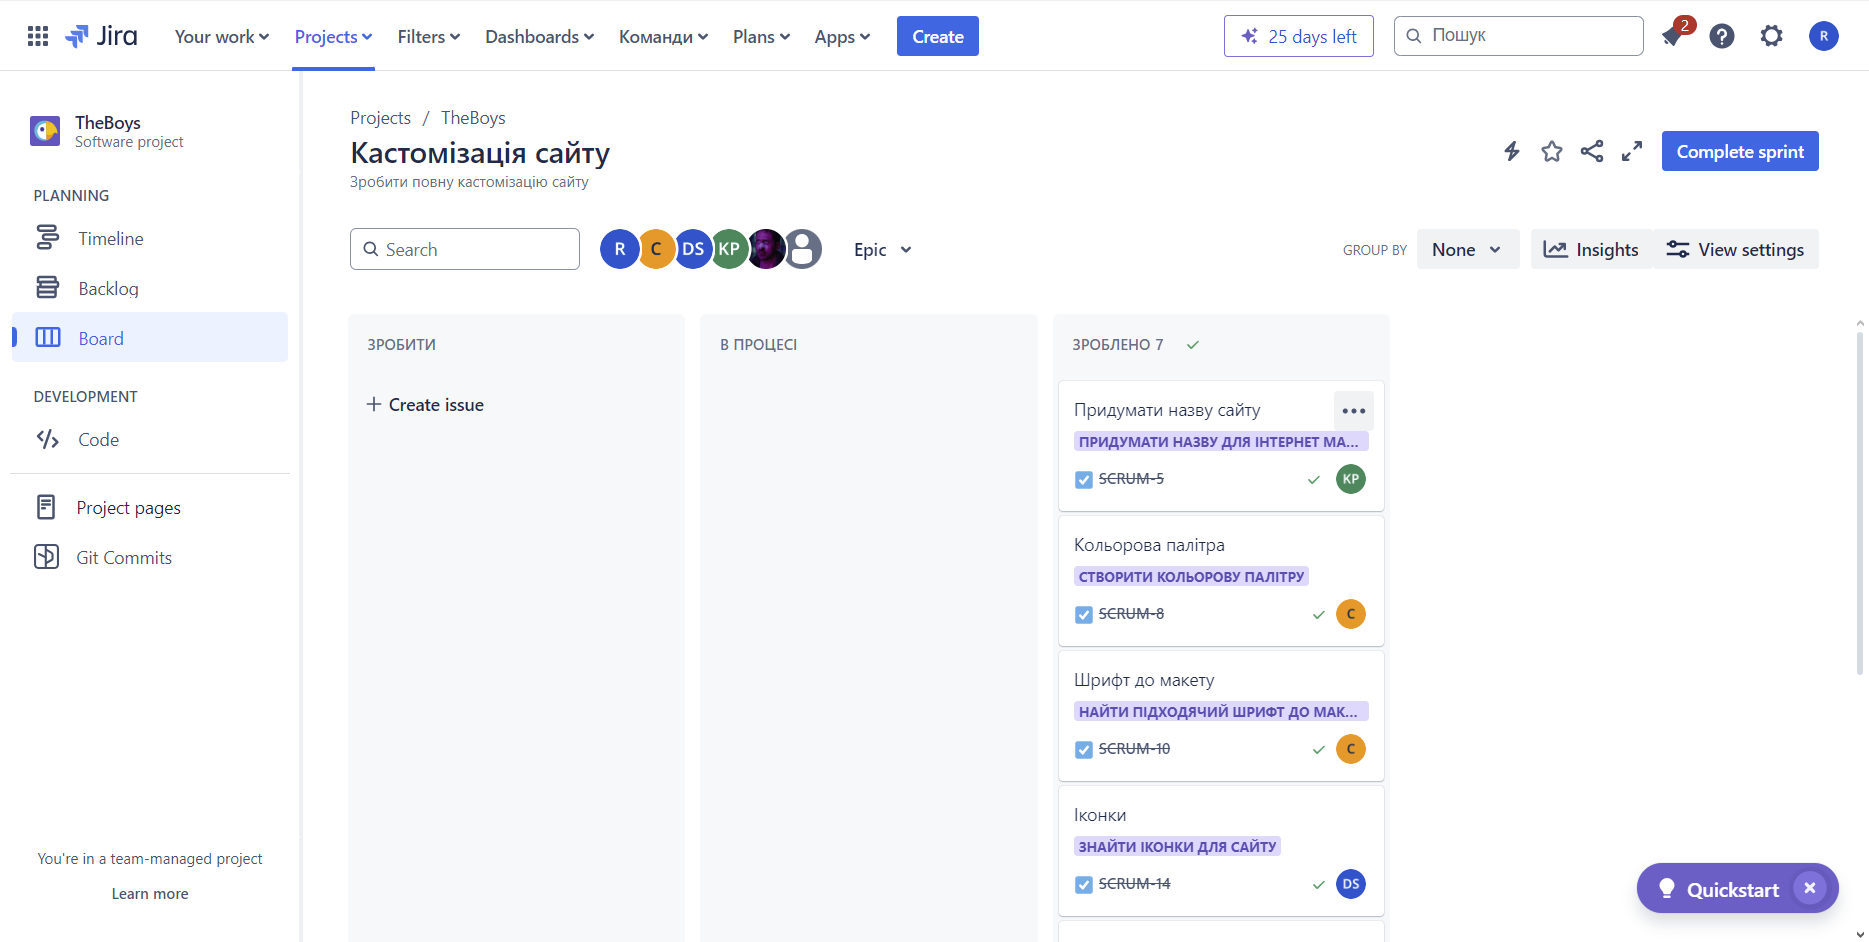 Jira
Your work
Projects
Filters
Dashboards
Команди
Plans
Apps
Create
25 days left
Пошук
2
R
TheBoys
Software project
PLANNING
Timeline
Backlog
Board
DEVELOPMENT
Code
Project pages
Git Commits
You're in a team-managed project
Learn more
Projects / TheBoys
Кастомізація сайту
Зробити повну кастомізацію сайту
Complete sprint
Search
R
C
DS
KP
Epic
GROUP BY
None
Insights
View settings
ЗРОБИТИ
+ Create issue
В ПРОЦЕСІ
ЗРОБЛЕНО 7
Придумати назву сайту
ПРИДУМАТИ НАЗВУ ДЛЯ ІНТЕРНЕТ МА...
SCRUM-5
KP
Кольорова палітра
СТВОРИТИ КОЛЬОРОВУ ПАЛІТРУ
SCRUM-8
C
Шрифт до макету
НАЙТИ ПІДХОДЯЧИЙ ШРИФТ ДО МАК...
SCRUM-10
C
Іконки
ЗНАЙТИ ІКОНКИ ДЛЯ САЙТУ
SCRUM-14
DS
Quickstart